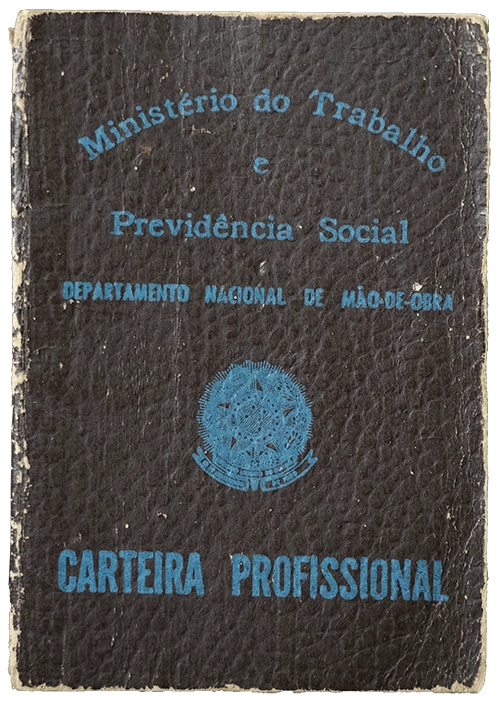 Ministério do Trabalho
e
Previdência Social
DEPARTAMENTO NACIONAL DE MÃO-DE-OBRA
CARTEIRA PROFISSIONAL